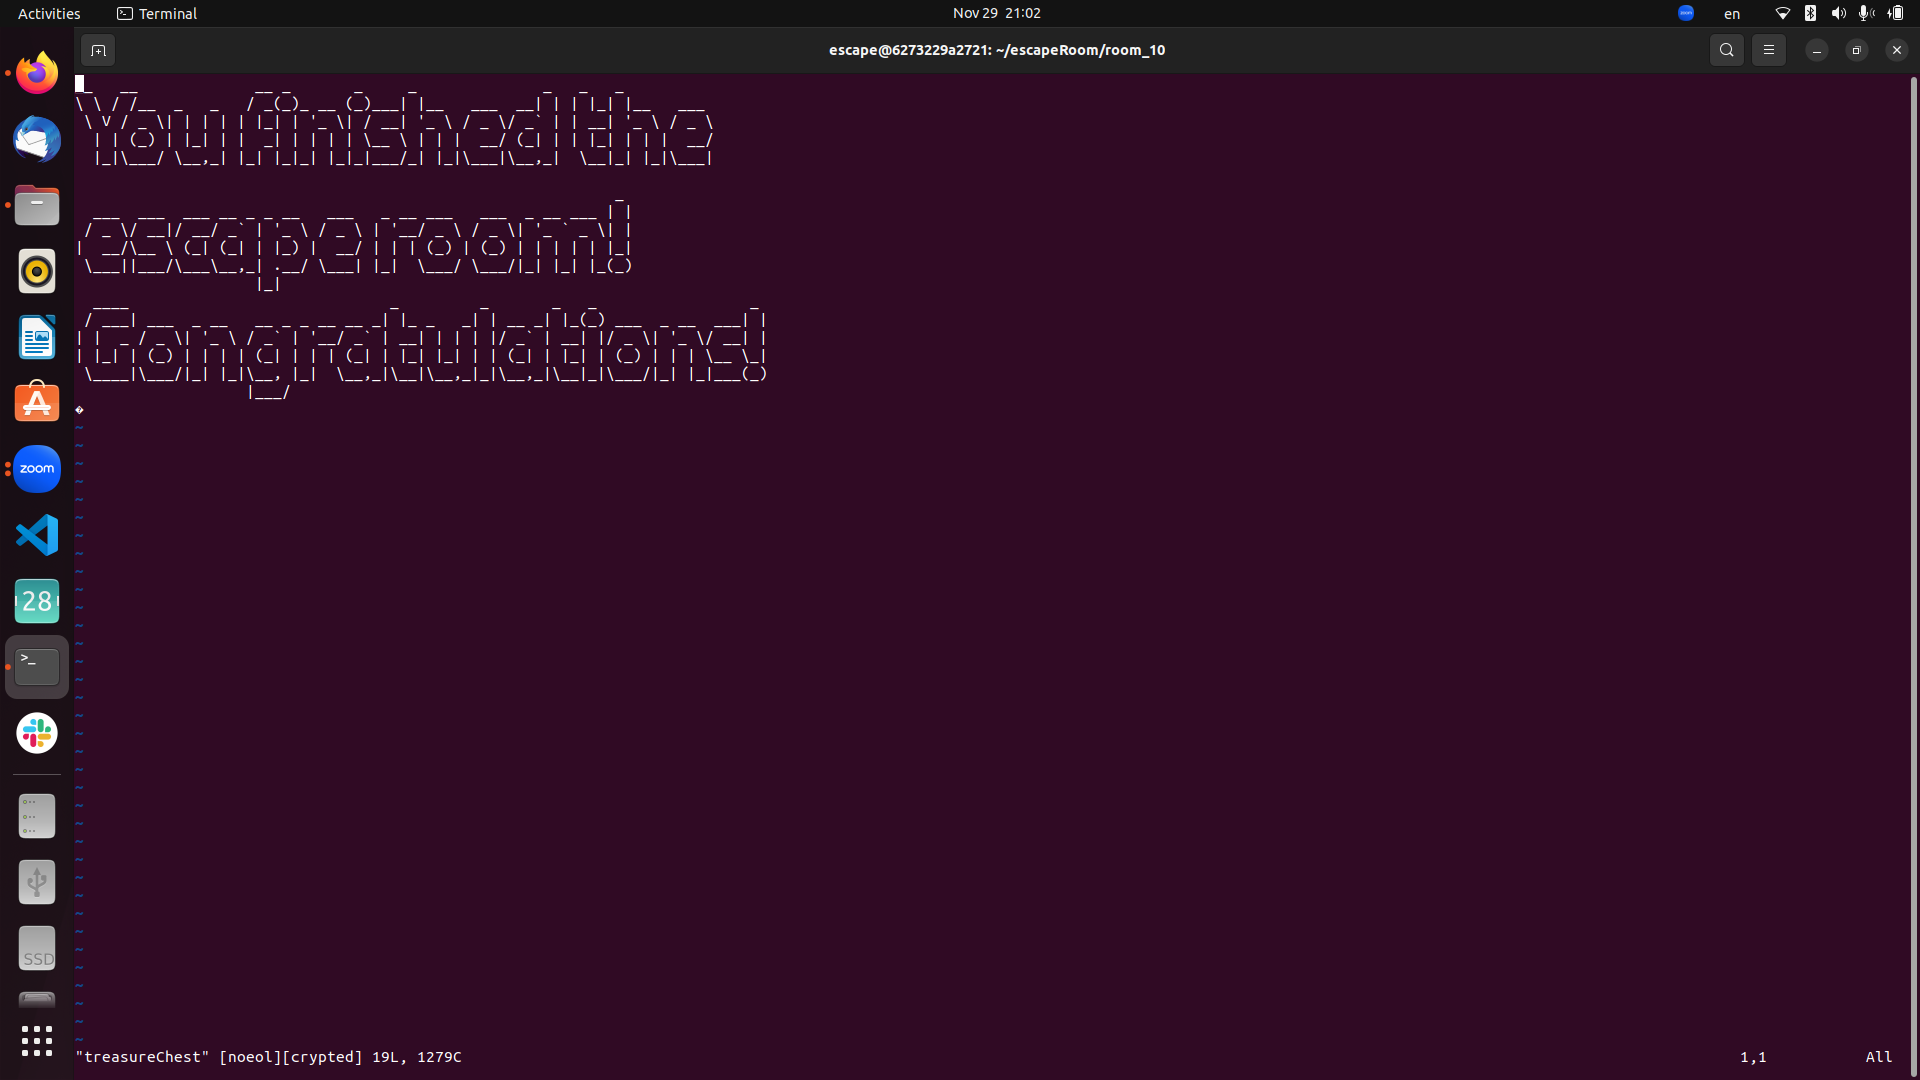 Activities
Terminal
Nov 29 21:02
zoom
en
escape@6273229a2721: ~/escapeRoom/room_10
You finished the
escape room!
Congratulations!
zoom
28
>_
SSD
"treasureChest" [noeol][crypted] 19L, 1279C
1,1
All